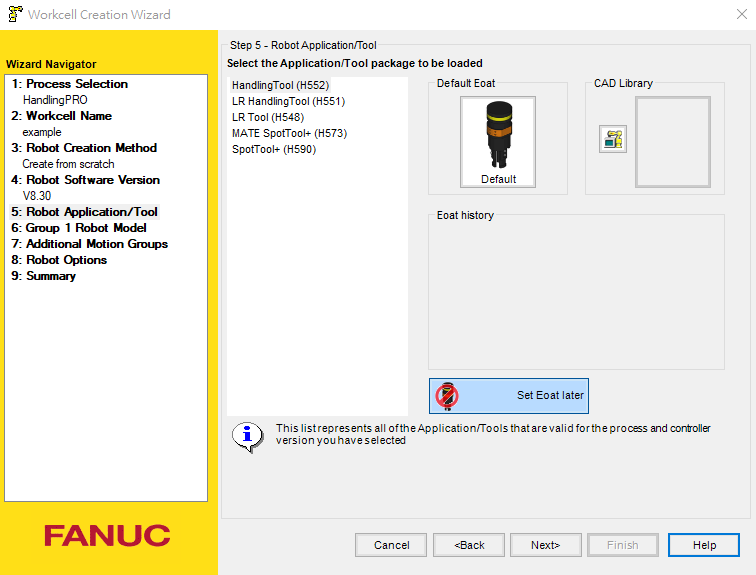 Workcell Creation Wizard
Wizard Navigator
1: Process Selection
HandlingPRO
2: Workcell Name
example
3: Robot Creation Method
Create from scratch
4: Robot Software Version
V8.30
5: Robot Application/Tool
6: Group 1 Robot Model
7: Additional Motion Groups
8: Robot Options
9: Summary
FANUC
Step 5 - Robot Application/Tool
Select the Application/Tool package to be loaded
HandlingTool (H552)
LR HandlingTool (H551)
LR Tool (H548)
MATE SpotTool+ (H573)
SpotTool+ (H590)
Default Eoat
Default
CAD Library
Eoat history
Set Eoat later
This list represents all of the Application/Tools that are valid for the process and controller
version you have selected
Cancel
<Back
Next>
Finish
Help